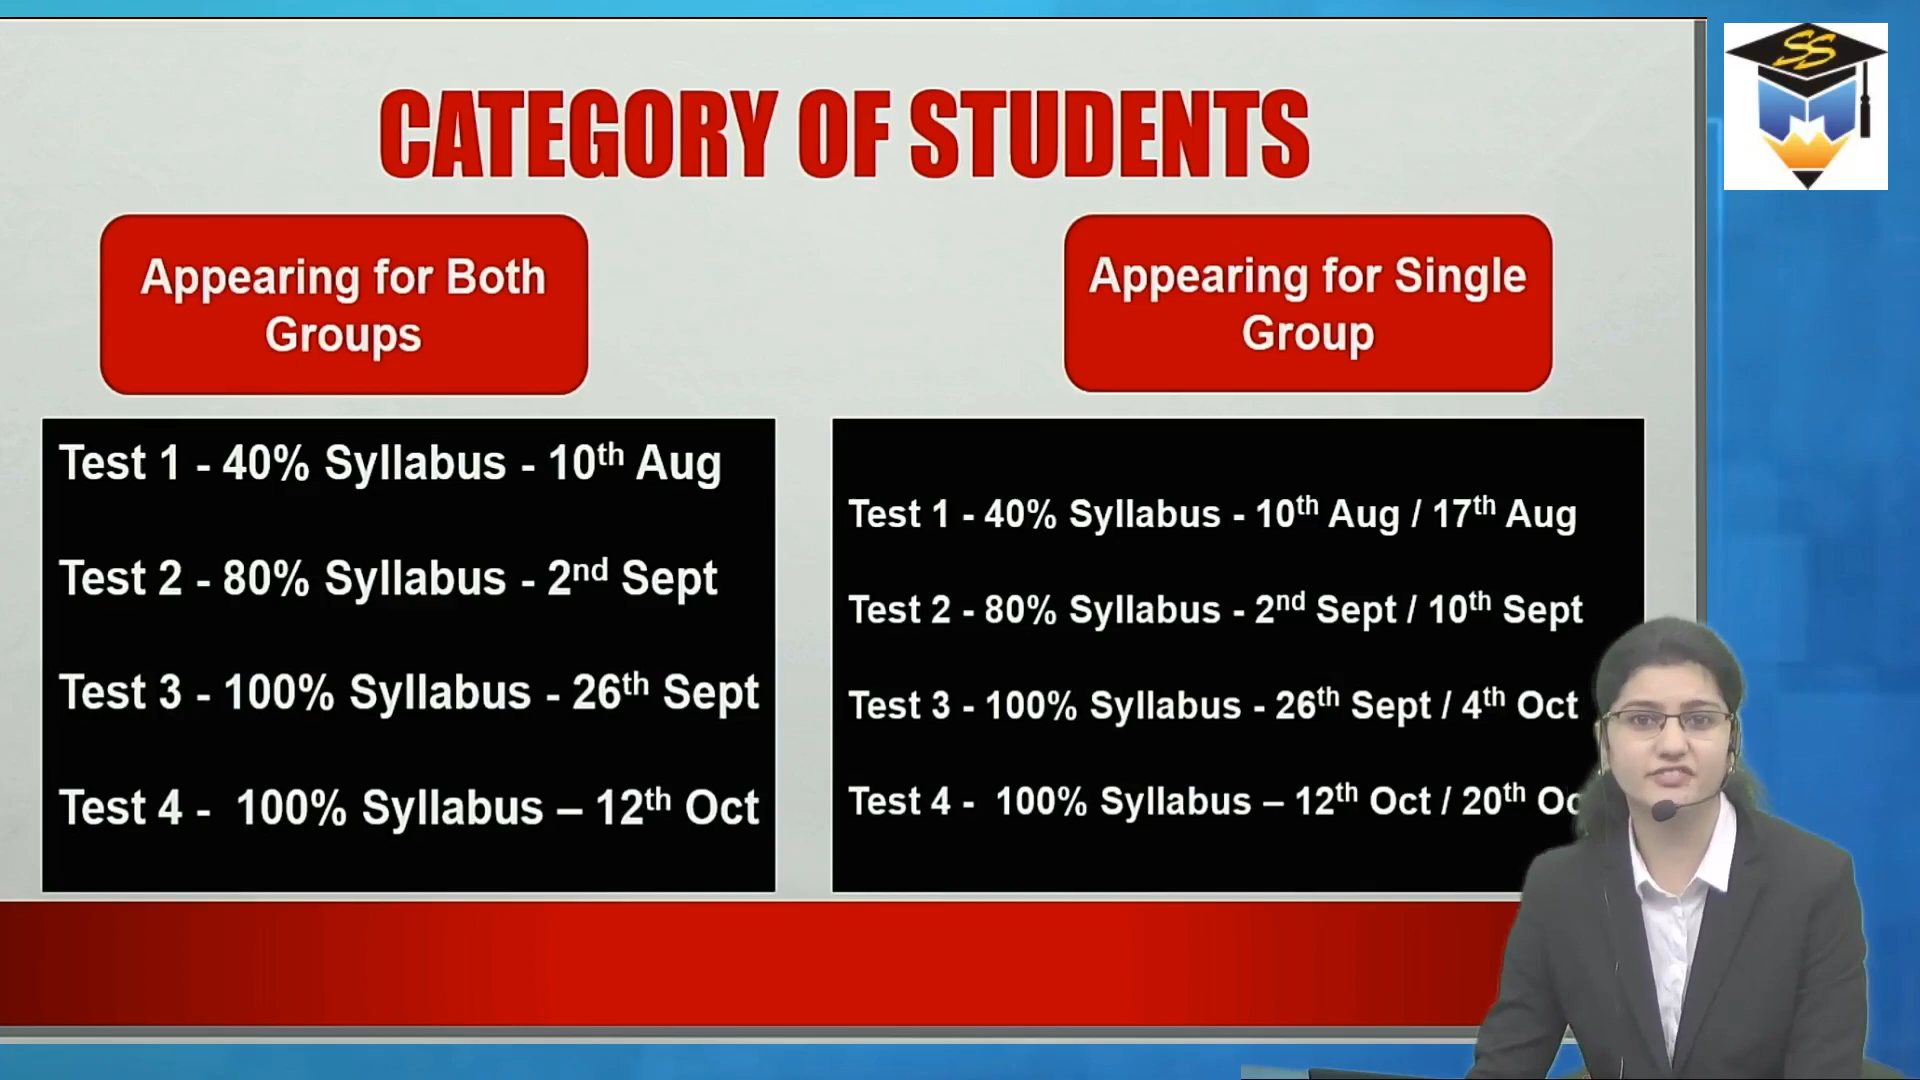 SS
CATEGORY OF STUDENTS
Appearing for Both
Groups
Test 1 - 40% Syllabus - 10th Aug
Test 2 - 80% Syllabus - 2nd Sept
Test 3 - 100% Syllabus - 26th Sept
Test 4 - 100% Syllabus – 12th Oct
Appearing for Single
Group
Test 1 - 40% Syllabus - 10th Aug / 17th Aug
Test 2 - 80% Syllabus - 2nd Sept / 10th Sept
Test 3 - 100% Syllabus - 26th Sept / 4th Oct
Test 4 - 100% Syllabus – 12th Oct / 20th